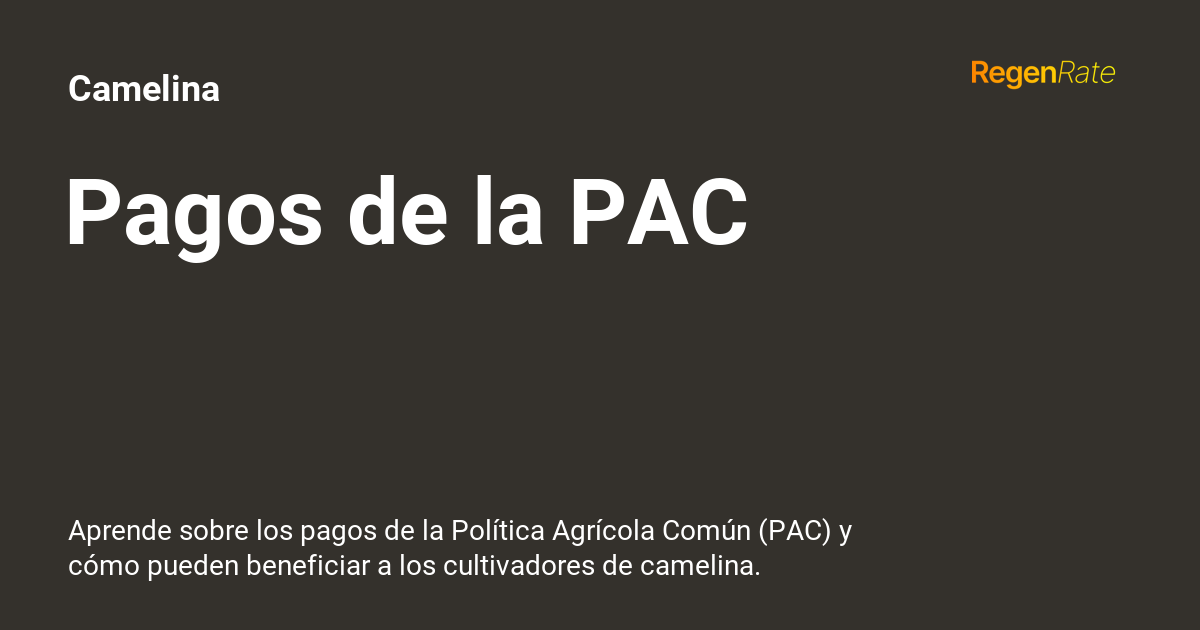 Camelina
RegenRate
Pagos de la PAC
Aprende sobre los pagos de la Política Agrícola Común (PAC) y
cómo pueden beneficiar a los cultivadores de camelina.